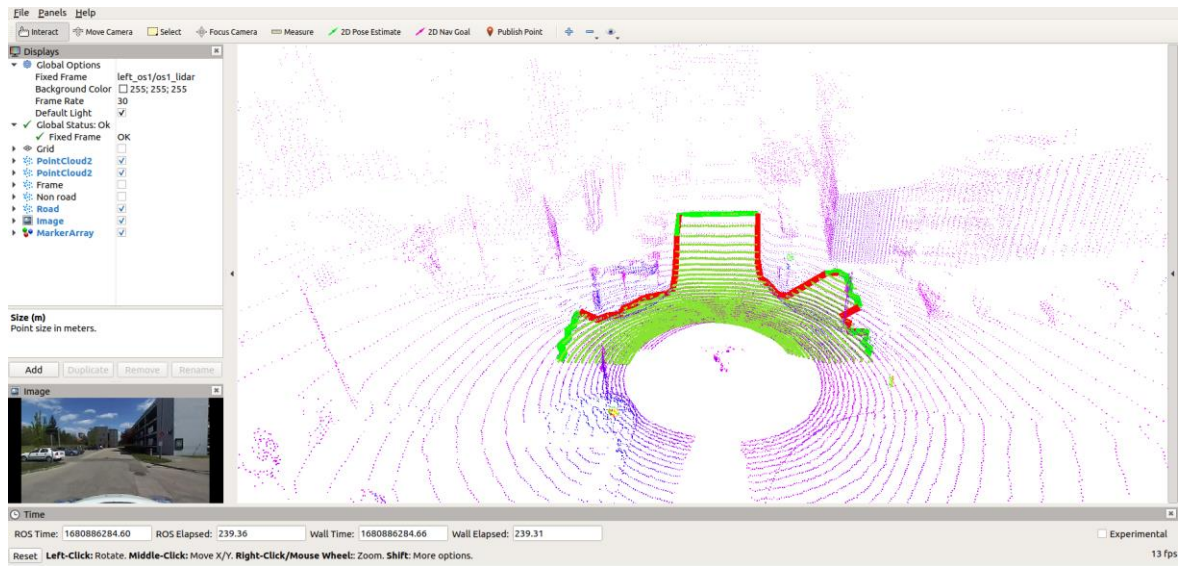 File Panels Help
Interact Move Camera Select Focus Camera Measure 2D Pose Estimate 2D Nav Goal Publish Point
Displays
Global Options
Fixed Frame left_os1/os1_lidar
Background Color 255; 255; 255
Frame Rate 30
Default Light
Global Status: Ok
Fixed Frame OK
Grid
PointCloud2
PointCloud2
Frame
Non road
Road
Image
MarkerArray
Size (m)
Point size in meters.
Add Duplicate Remove Rename
Image
Time
ROS Time: 1680886284.60 ROS Elapsed: 239.36 Wall Time: 1680886284.66 Wall Elapsed: 239.31 Experimental
Reset Left-Click: Rotate. Middle-Click: Move X/Y. Right-Click/Mouse Wheel:: Zoom. Shift: More options. 13 fps